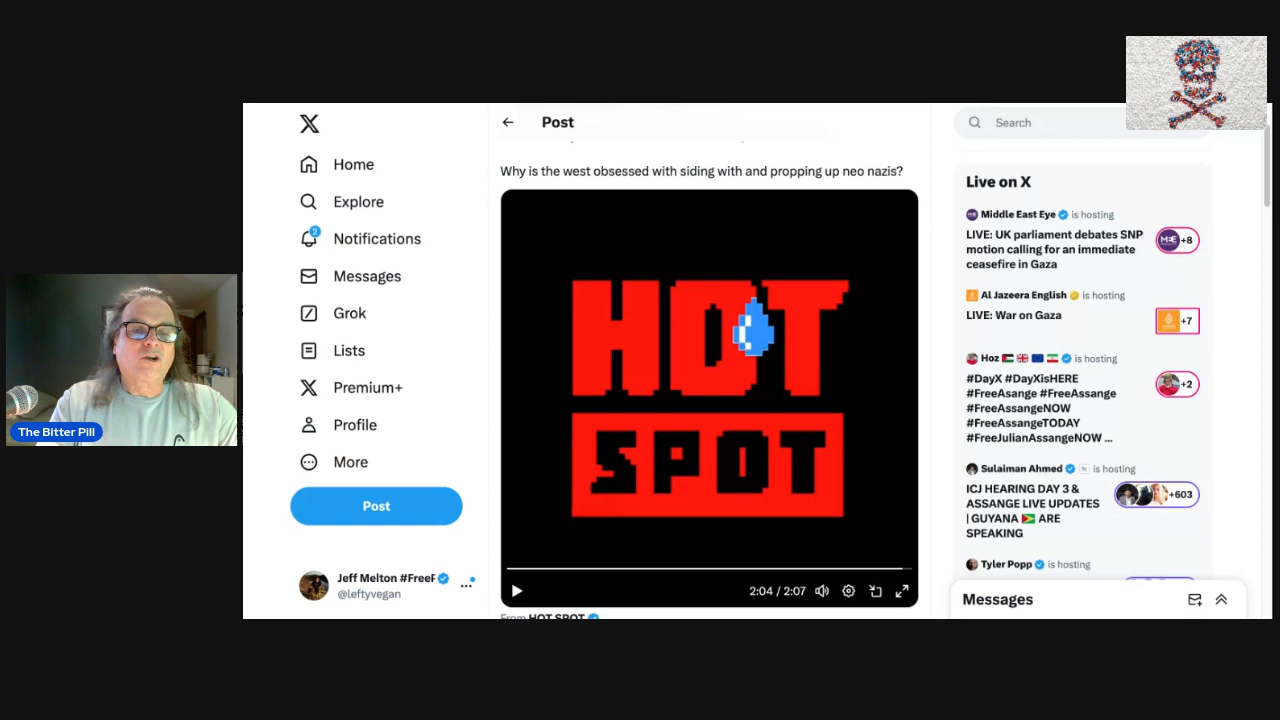 Post
Search
Home
Explore
2
Notifications
Messages
Grok
Lists
Premium+
Profile
More
Post
Jeff Melton #FreeF
@leftyvegan
...
The Bitter Pill
Why is the west obsessed with siding with and propping up neo nazis?
HOT
SPOT
2:04 / 2:07
From HOT SPOT
Live on X
Middle East Eye is hosting
LIVE: UK parliament debates SNP
motion calling for an immediate
ceasefire in Gaza
MEE +8
Al Jazeera English is hosting
LIVE: War on Gaza
+7
Hoz is hosting
#DayX #DayXisHERE
#FreeAsange #FreeAssange
#FreeAssangeNOW
#FreeAssangeTODAY
#FreeJulianAssangeNOW ...
+2
Sulaiman Ahmed is hosting
ICJ HEARING DAY 3 &
ASSANGE LIVE UPDATES
| GUYANA ARE
SPEAKING
+603
Tyler Popp is hosting
Messages